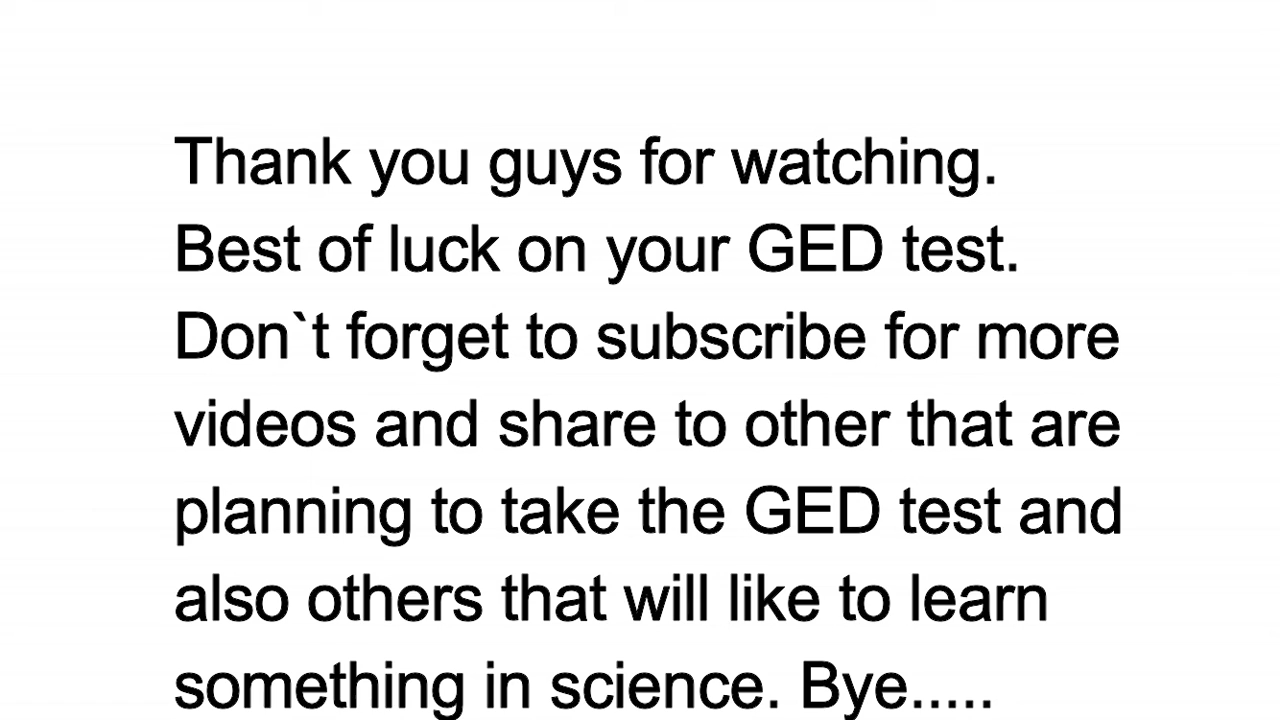 Thank you guys for watching.
Best of luck on your GED test.
Don`t forget to subscribe for more
videos and share to other that are
planning to take the GED test and
also others that will like to learn
something in science. Bye.....